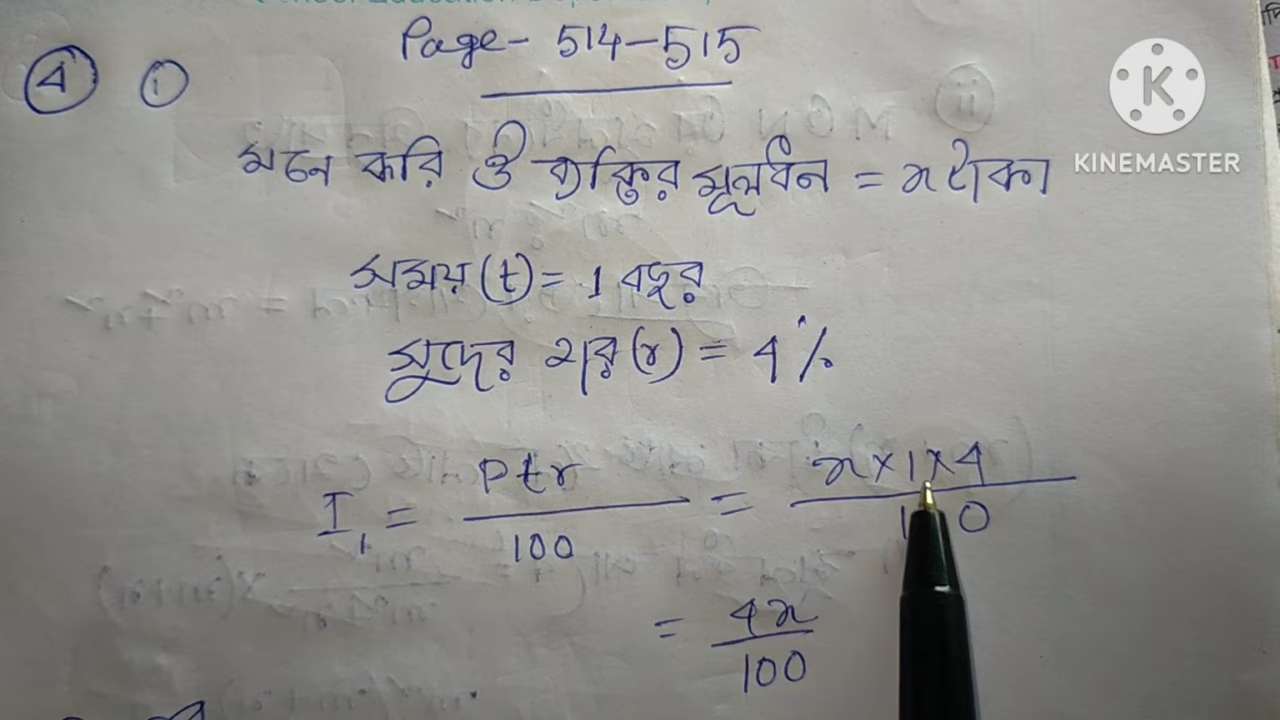 Page - 514-515
④ ①
KINEMASTER
মনে করি ঐ ব্যক্তির মূলধন = x টাকা
সময় (t) = 1 বছর
সুদের হার (r) = 4%
I₁ = Ptr/100 = x×1×4/100
= 4x/100